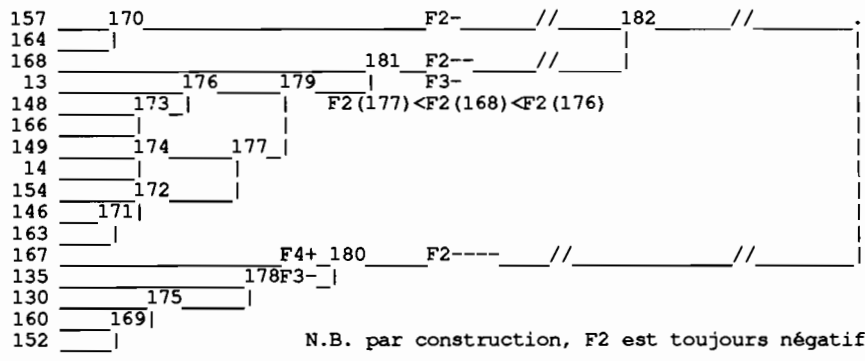 157 170 F2- // 182 // .
164
168 181 F2-- //
13 176 179 F3-
148 173 F2(177)<F2(168)<F2(176)
166
149 174 177
14
154 172
146 171
163
167 F4+ 180 F2---- // //
135 178F3-
130 175
160 169
152 N.B. par construction, F2 est toujours négatif